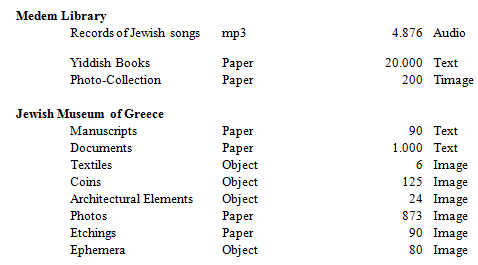 Medem Library
Records of Jewish songs mp3 4.876 Audio
Yiddish Books Paper 20.000 Text
Photo-Collection Paper 200 Timage
Jewish Museum of Greece
Manuscripts Paper 90 Text
Documents Paper 1.000 Text
Textiles Object 6 Image
Coins Object 125 Image
Architectural Elements Object 24 Image
Photos Paper 873 Image
Etchings Paper 90 Image
Ephemera Object 80 Image